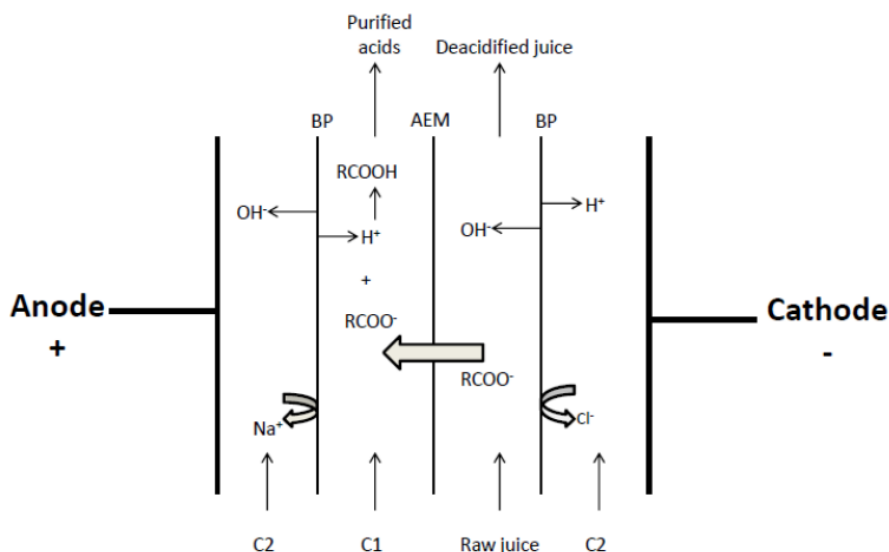 Purified
acids
Deacidified juice
BP
AEM
BP
RCOOH
OH⁻
H⁺
OH⁻
H⁺
+
Anode
+
RCOO⁻
Cathode
-
RCOO⁻
Na⁺
Cl⁻
C2
C1
Raw juice
C2